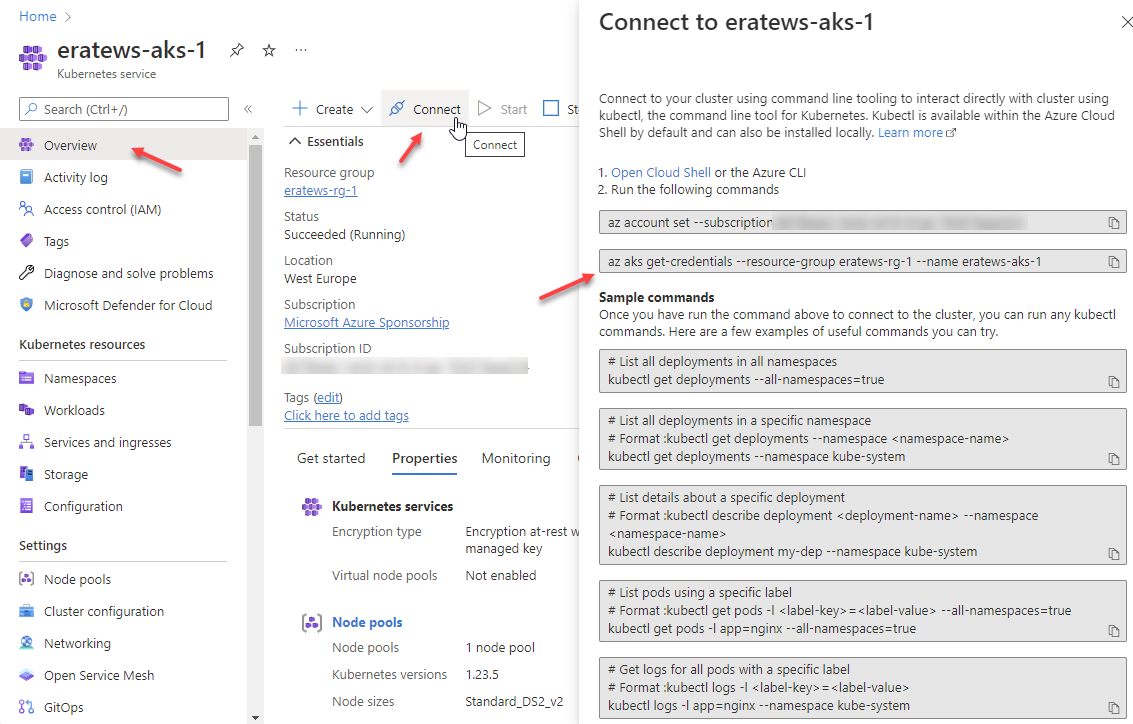 Home
eratews-aks-1
Kubernetes service
Search (Ctrl+/)
Overview
Activity log
Access control (IAM)
Tags
Diagnose and solve problems
Microsoft Defender for Cloud
Kubernetes resources
Namespaces
Workloads
Services and ingresses
Storage
Configuration
Settings
Node pools
Cluster configuration
Networking
Open Service Mesh
GitOps
Create
Connect
Start
St
Connect
Essentials
Resource group
eratews-rg-1
Status
Succeeded (Running)
Location
West Europe
Subscription
Microsoft Azure Sponsorship
Subscription ID
Tags (edit)
Click here to add tags
Get started Properties Monitoring
Kubernetes services
Encryption type Encryption at-rest w
managed key
Virtual node pools Not enabled
Node pools
Node pools 1 node pool
Kubernetes versions 1.23.5
Node sizes Standard_DS2_v2
Connect to eratews-aks-1
Connect to your cluster using command line tooling to interact directly with cluster using
kubectl, the command line tool for Kubernetes. Kubectl is available within the Azure Cloud
Shell by default and can also be installed locally. Learn more
1. Open Cloud Shell or the Azure CLI
2. Run the following commands
az account set --subscription
az aks get-credentials --resource-group eratews-rg-1 --name eratews-aks-1
Sample commands
Once you have run the command above to connect to the cluster, you can run any kubectl
commands. Here are a few examples of useful commands you can try.
# List all deployments in all namespaces
kubectl get deployments --all-namespaces=true
# List all deployments in a specific namespace
# Format :kubectl get deployments --namespace <namespace-name>
kubectl get deployments --namespace kube-system
# List details about a specific deployment
# Format :kubectl describe deployment <deployment-name> --namespace
<namespace-name>
kubectl describe deployment my-dep --namespace kube-system
# List pods using a specific label
# Format :kubectl get pods -l <label-key>=<label-value> --all-namespaces=true
kubectl get pods -l app=nginx --all-namespaces=true
# Get logs for all pods with a specific label
# Format :kubectl logs -l <label-key>=<label-value>
kubectl logs -l app=nginx --namespace kube-system